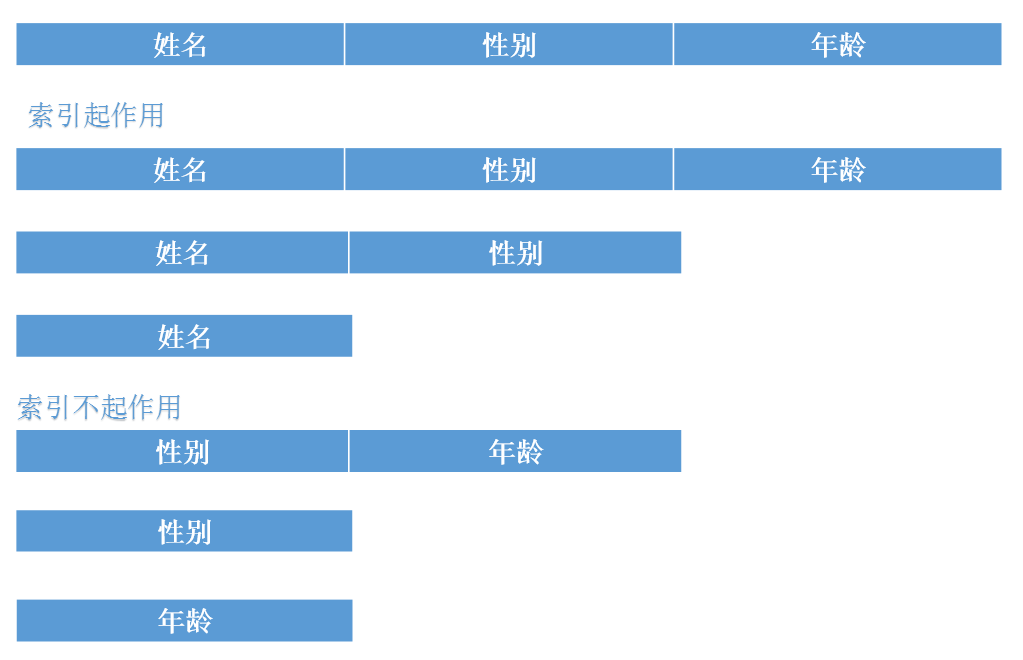 姓名 性别 年龄
索引起作用
姓名 性别 年龄
姓名 性别
姓名
索引不起作用
性别 年龄
性别
年龄